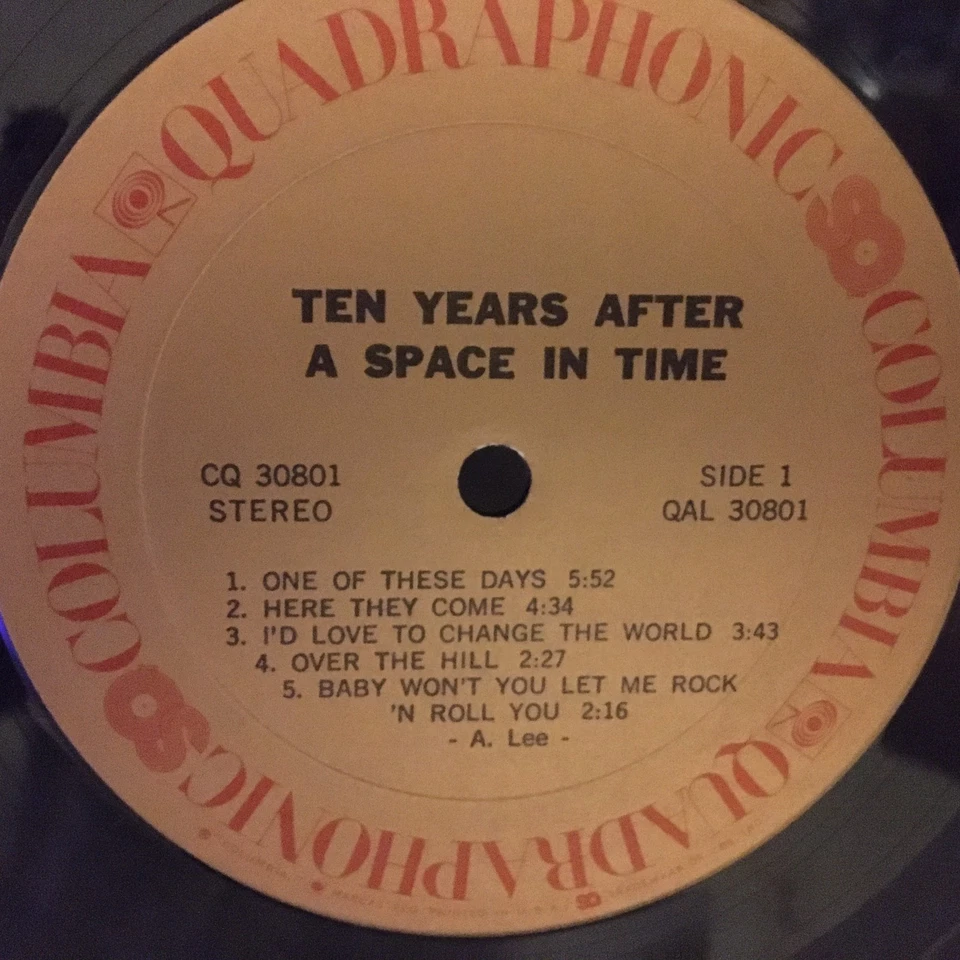 QUADRAPHONIC SQ COLUMBIA QUADRAPHONIC SQ COLUMBIA
TEN YEARS AFTER
A SPACE IN TIME
CQ 30801
STEREO
SIDE 1
QAL 30801
1. ONE OF THESE DAYS 5:52
2. HERE THEY COME 4:34
3. I'D LOVE TO CHANGE THE WORLD 3:43
4. OVER THE HILL 2:27
5. BABY WON'T YOU LET ME ROCK
'N ROLL YOU 2:16
- A. Lee -